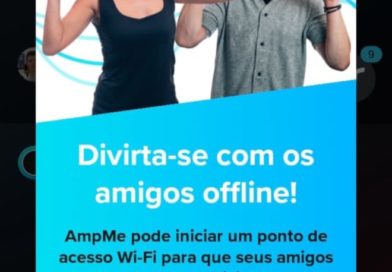 9
Divirta-se com os
amigos offline!
AmpMe pode iniciar um ponto de
acesso Wi-Fi para que seus amigos